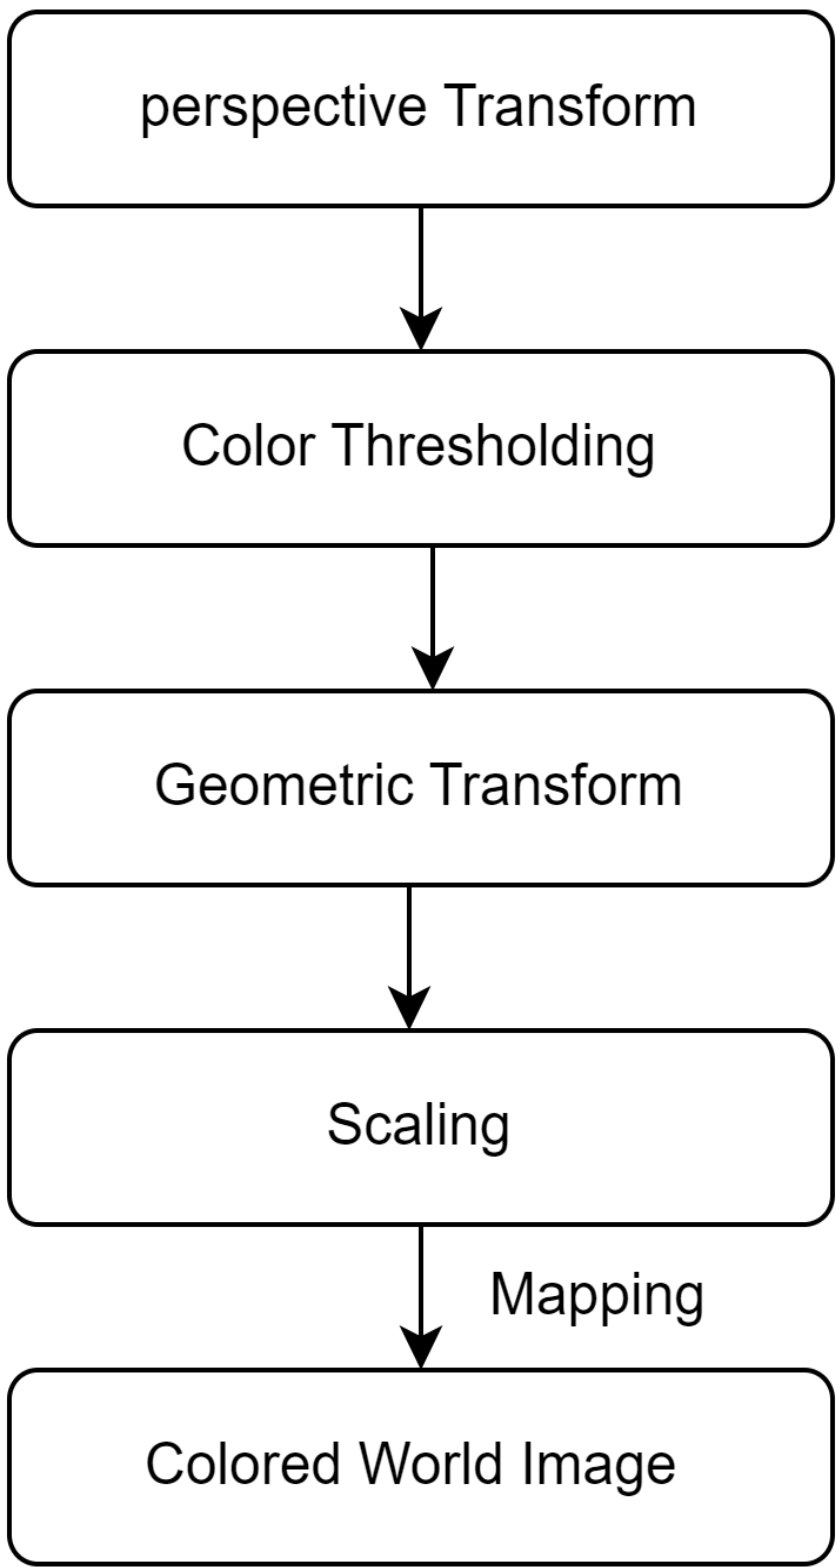 perspective Transform
Color Thresholding
Geometric Transform
Scaling
Mapping
Colored World Image